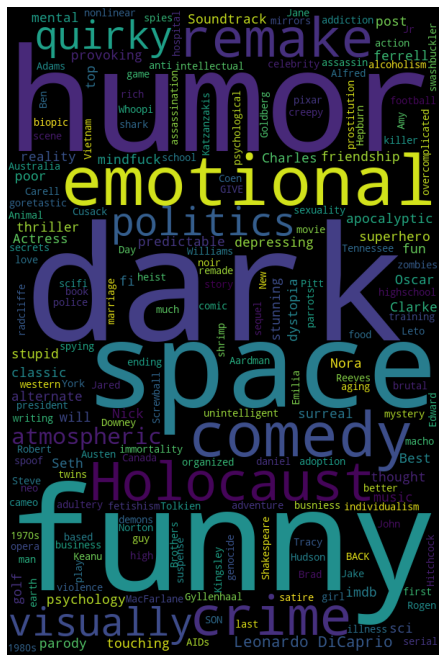 mental nonlinear spies Soundtrack mirrors addiction Jane post Jr
quirky remake
provoking hospital anti intellectual action ferrell swashbuckler
humor
Adams top game celebrity assassin Alfred alcoholism
Ben rich Whoopi assassination Katzanzakis psychological Goldberg pixar creepy prostitution Hepburn football Amy overcomplicated
biopic scene Vietnam shark killer
reality mindfuck school Charles friendship
Australia poor Coen
emotional
Carell goretastic sexuality apocalyptic
Animal thriller politics movie superhero
Actress Cusack predictable depressing Tennessee fun
secrets love Day Williams Oscar zombies
dark
radcliffe scifi book police fi noir remade heist story New stunning dystopia Pitt parrots Clarke highschool training Leto
marriage much comic sequel shrimp food
space
spying ending Aardman Emilia Nora Reeves aging brutal
stupid Screwball
classic western York Jared unintelligent surreal mystery Edward
alternate president Nick comedy
writing Will Downey macho
atmospheric
Robert Austen immortality organized daniel adoption better Best
spoof Seth Canada thought
Steve twins Holocaust music
cameo neo adultery fetishism Tolkien adventure busniess individualism
demons Norton Brothers Shakespeare John Hitchcock
funny
1970s based guy suspense Kingsley genocide Tracy BACK
opera business high Hudson Brad Jake imdb
man Keanu play
golf earth Gyllenhaal satire girl first
psychology violence MacFarlane SON last Rogen
visually crime illness sci
1980s parody touching AIDs Leonardo DiCaprio serial